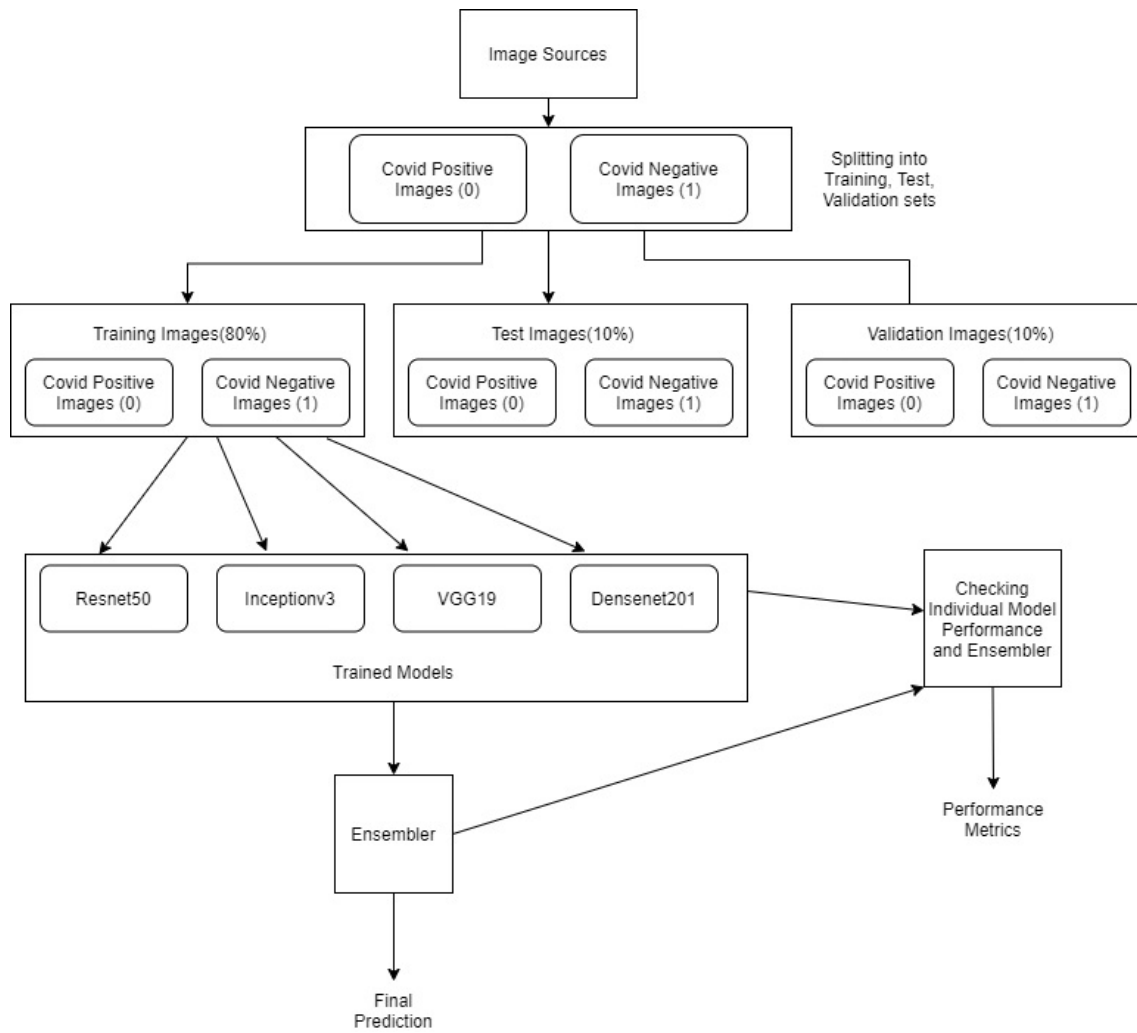 Image Sources
Covid Positive
Images (0)
Covid Negative
Images (1)
Splitting into
Training, Test,
Validation sets
Training Images(80%)
Covid Positive
Images (0)
Covid Negative
Images (1)
Test Images(10%)
Covid Positive
Images (0)
Covid Negative
Images (1)
Validation Images(10%)
Covid Positive
Images (0)
Covid Negative
Images (1)
Resnet50
Inceptionv3
VGG19
Densenet201
Trained Models
Checking
Individual Model
Performance
and Ensembler
Ensembler
Performance
Metrics
Final
Prediction